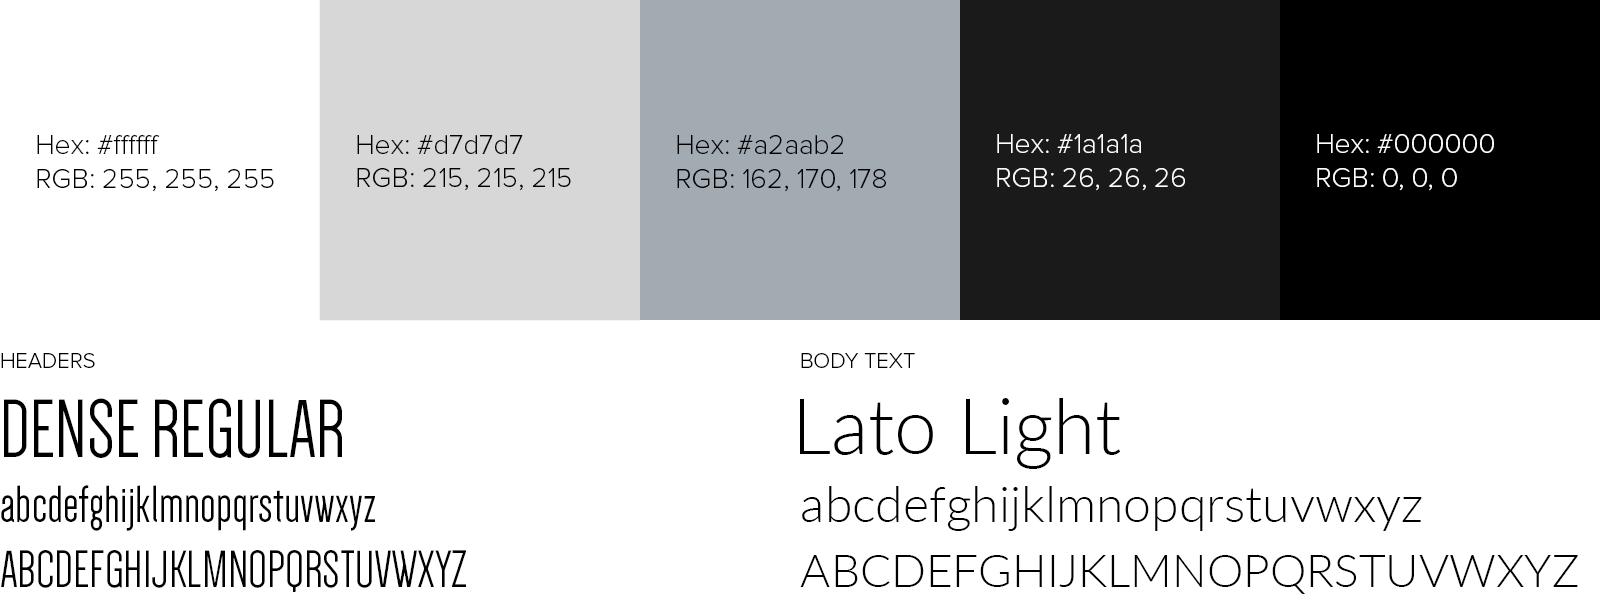 Hex: #ffffff
RGB: 255, 255, 255
Hex: #d7d7d7
RGB: 215, 215, 215
Hex: #a2aab2
RGB: 162, 170, 178
Hex: #1a1a1a
RGB: 26, 26, 26
Hex: #000000
RGB: 0, 0, 0
HEADERS
DENSE REGULAR
abcdefghijklmnopqrstuvwxyz
ABCDEFGHIJKLMNOPQRSTUVWXYZ
BODY TEXT
Lato Light
abcdefghijklmnopqrstuvwxyz
ABCDEFGHIJKLMNOPQRSTUVWXYZ